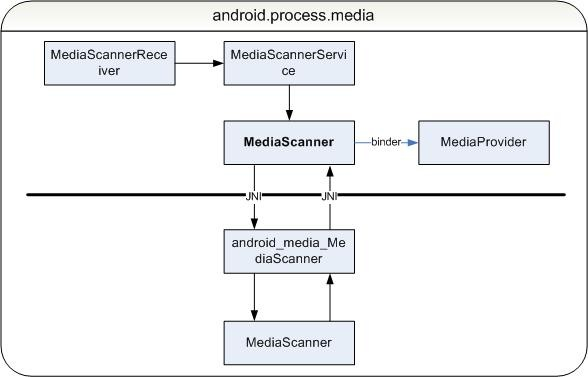 android.process.media
MediaScannerRece
iver
MediaScannerServi
ce
MediaScanner
binder
MediaProvider
JNI
JNI
android_media_Me
diaScanner
MediaScanner